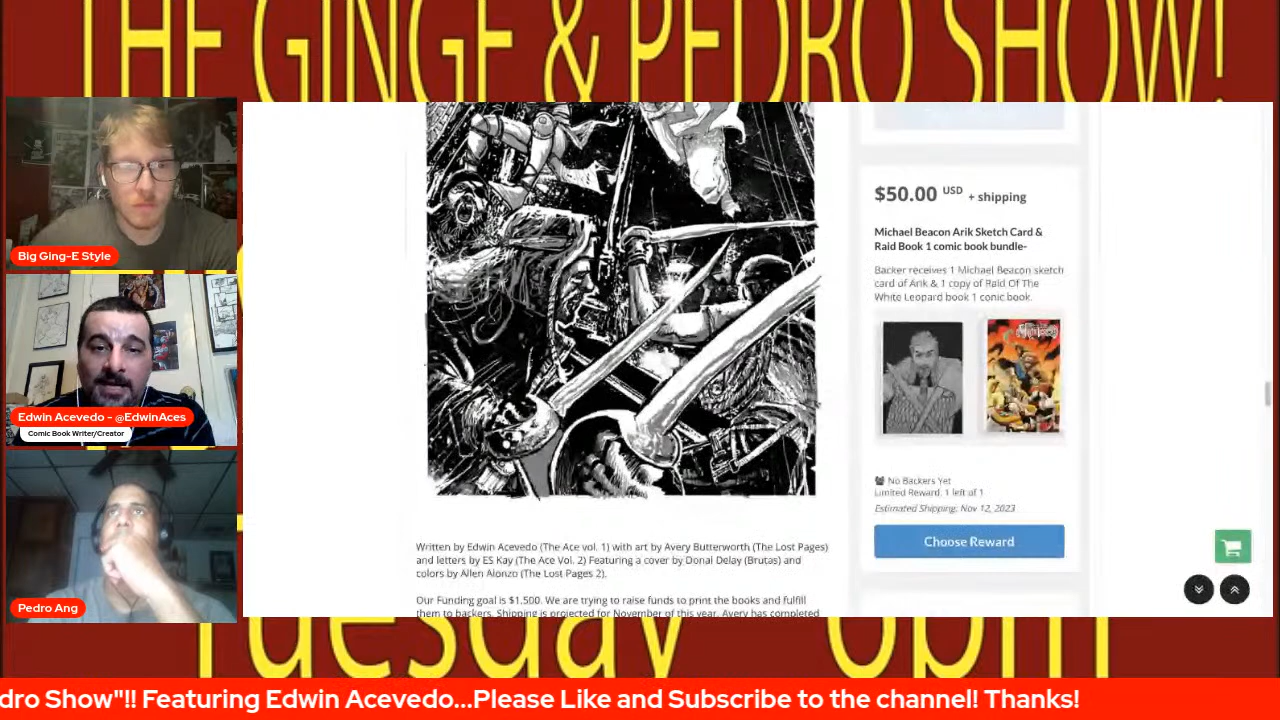 THE GINGE & PEDRO SHOW!
Big Ging-E Style
Edwin Acevedo - @EdwinAces
Comic Book Writer/Creator
Pedro Ang
$50.00 USD + shipping
Michael Beacon Arik Sketch Card &
Raid Book 1 comic book bundle-
Backer receives 1 Michael Beacon sketch
card of Arik & 1 copy of Raid Of The
White Leopard book 1 conic book.
No Backers Yet
Limited Reward: 1 left of 1
Estimated Shipping: Nov 12, 2023
Choose Reward
Written by Edwin Acevedo (The Ace vol. 1) with art by Avery Butterworth (The Lost Pages)
and letters by ES Kay (The Ace Vol. 2) Featuring a cover by Donal Delay (Brutas) and
colors by Allen Alonzo (The Lost Pages 2).
Our Funding goal is $1,500. We are trying to raise funds to print the books and fulfill
them to backers. Shipping is projected for November of this year. Avery has completed
Tuesday 8pm
dro Show"!! Featuring Edwin Acevedo...Please Like and Subscribe to the channel! Thanks!